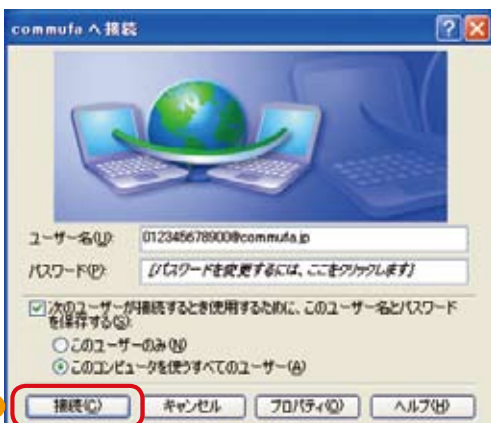 commufa へ接続
ユーザー名(U):
012345678900@commufa.jp
パスワード(P):
[パスワードを変更するには、ここをクリックします]
次のユーザーが接続するとき使用するために、このユーザー名とパスワード
を保存する(S):
このユーザーのみ(N)
このコンピュータを使うすべてのユーザー(A)
接続(C)
キャンセル
プロパティ(O)
ヘルプ(H)